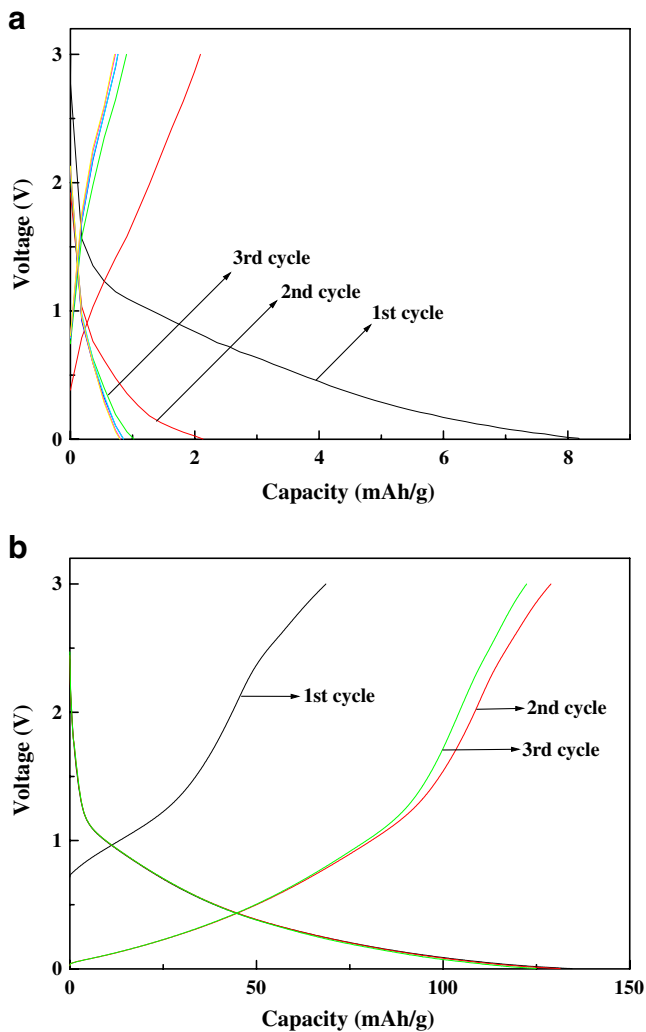 a
3
2
1
0
Voltage (V)
3rd cycle
2nd cycle
1st cycle
0
2
4
6
8
Capacity (mAh/g)
b
3
2
1
0
Voltage (V)
1st cycle
2nd cycle
3rd cycle
0
50
100
150
Capacity (mAh/g)